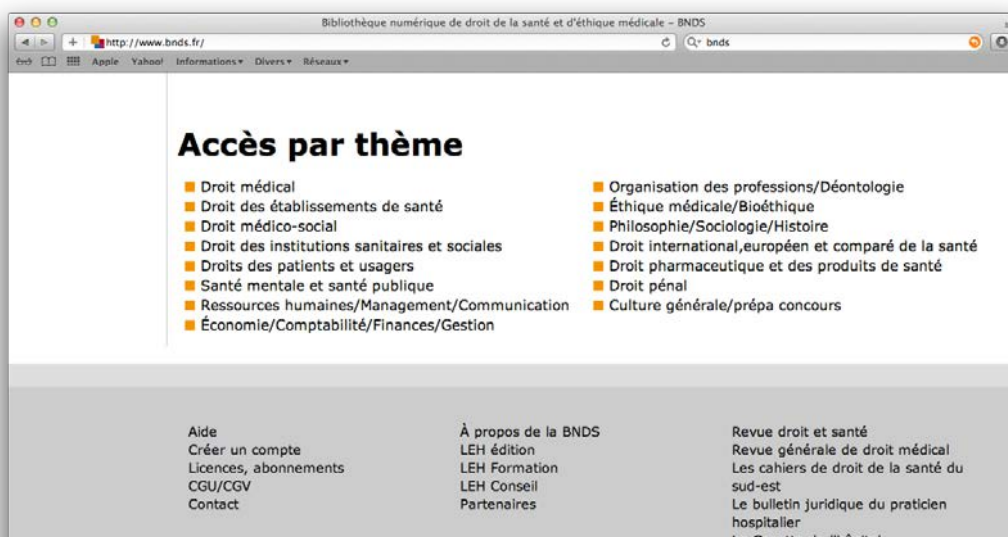 Bibliothèque numérique de droit de la santé et d'éthique médicale – BNDS
http://www.bnds.fr/
bnds
Apple Yahoo! Informations Divers Réseaux
Accès par thème
Droit médical
Droit des établissements de santé
Droit médico-social
Droit des institutions sanitaires et sociales
Droits des patients et usagers
Santé mentale et santé publique
Ressources humaines/Management/Communication
Économie/Comptabilité/Finances/Gestion
Organisation des professions/Déontologie
Éthique médicale/Bioéthique
Philosophie/Sociologie/Histoire
Droit international,européen et comparé de la santé
Droit pharmaceutique et des produits de santé
Droit pénal
Culture générale/prépa concours
Aide
Créer un compte
Licences, abonnements
CGU/CGV
Contact
À propos de la BNDS
LEH édition
LEH Formation
LEH Conseil
Partenaires
Revue droit et santé
Revue générale de droit médical
Les cahiers de droit de la santé du
sud-est
Le bulletin juridique du praticien
hospitalier